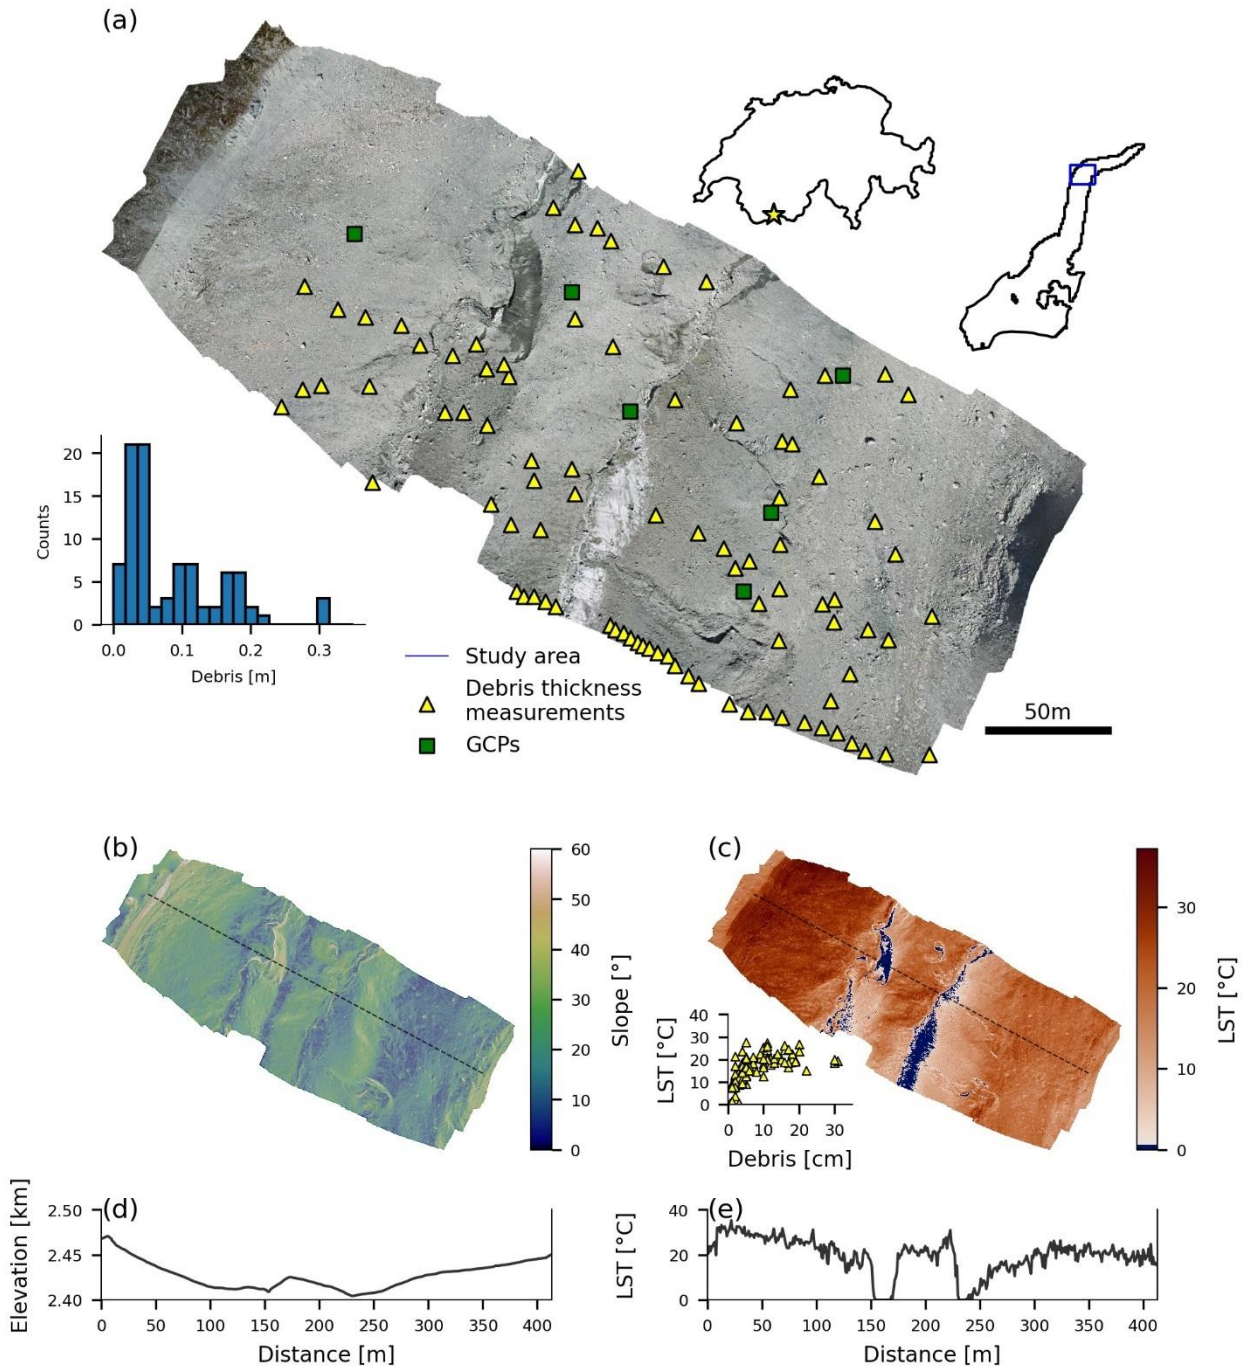 (a)
20
15
10
5
0
Counts
0.0 0.1 0.2 0.3
Debris [m]
Study area
Debris thickness
measurements
GCPs
50m
(b)
60
50
40
30
20
10
0
Slope [°]
(c)
30
20
10
0
LST [°C]
40
30
20
10
0
LST [°C]
0 10 20 30
Debris [cm]
(d)
2.50
2.45
2.40
Elevation [km]
0 50 100 150 200 250 300 350 400
Distance [m]
(e)
40
20
0
LST [°C]
0 50 100 150 200 250 300 350 400
Distance [m]